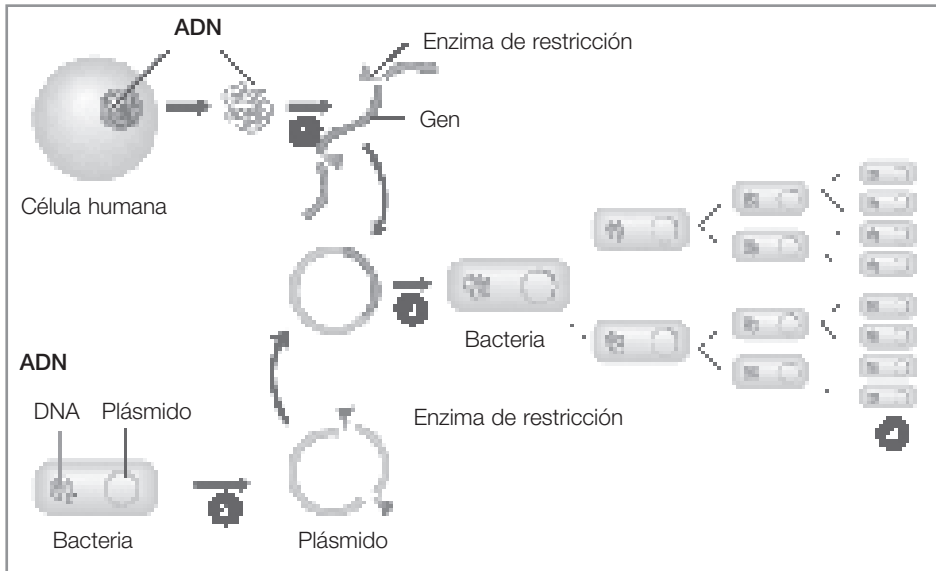 ADN
Enzima de restricción
Gen
Célula humana
Bacteria
ADN
Enzima de restricción
DNA Plásmido
Bacteria
Plásmido